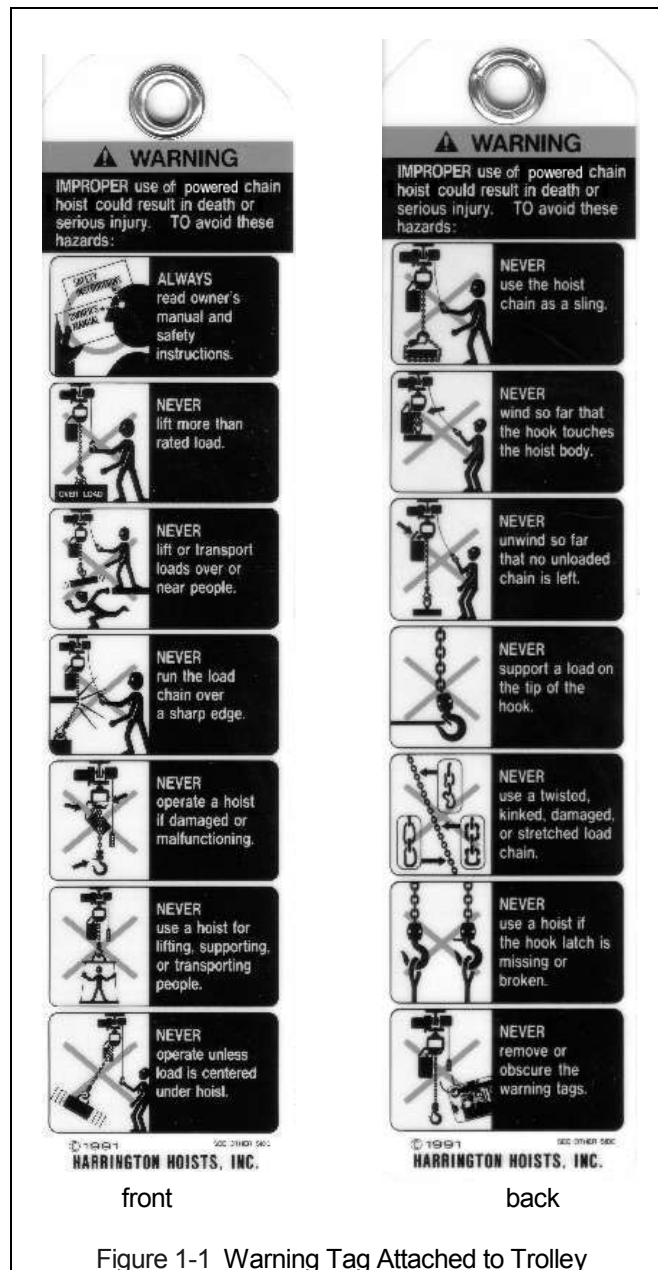 WARNING
IMPROPER use of powered chain
hoist could result in death or
serious injury. TO avoid these
hazards:
SAFETY
INSTRUCTIONS
OWNER'S
MANUAL
ALWAYS
read owner's
manual and
safety
instructions.
NEVER
lift more than
rated load.
OVER LOAD
NEVER
lift or transport
loads over or
near people.
NEVER
run the load
chain over
a sharp edge.
NEVER
operate a hoist
if damaged or
malfunctioning.
NEVER
use a hoist for
lifting, supporting,
or transporting
people.
NEVER
operate unless
load is centered
under hoist.
©1991
SEE OTHER SIDE
HARRINGTON HOISTS, INC.
front
WARNING
IMPROPER use of powered chain
hoist could result in death or
serious injury. TO avoid these
hazards:
NEVER
use the hoist
chain as a sling.
NEVER
wind so far that
the hook touches
the hoist body.
NEVER
unwind so far
that no unloaded
chain is left.
NEVER
support a load on
the tip of the
hook.
NEVER
use a twisted,
kinked, damaged,
or stretched load
chain.
NEVER
use a hoist if
the hook latch is
missing or
broken.
NEVER
remove or
obscure the
warning tags.
©1991
SEE OTHER SIDE
HARRINGTON HOISTS, INC.
back
Figure 1-1 Warning Tag Attached to Trolley